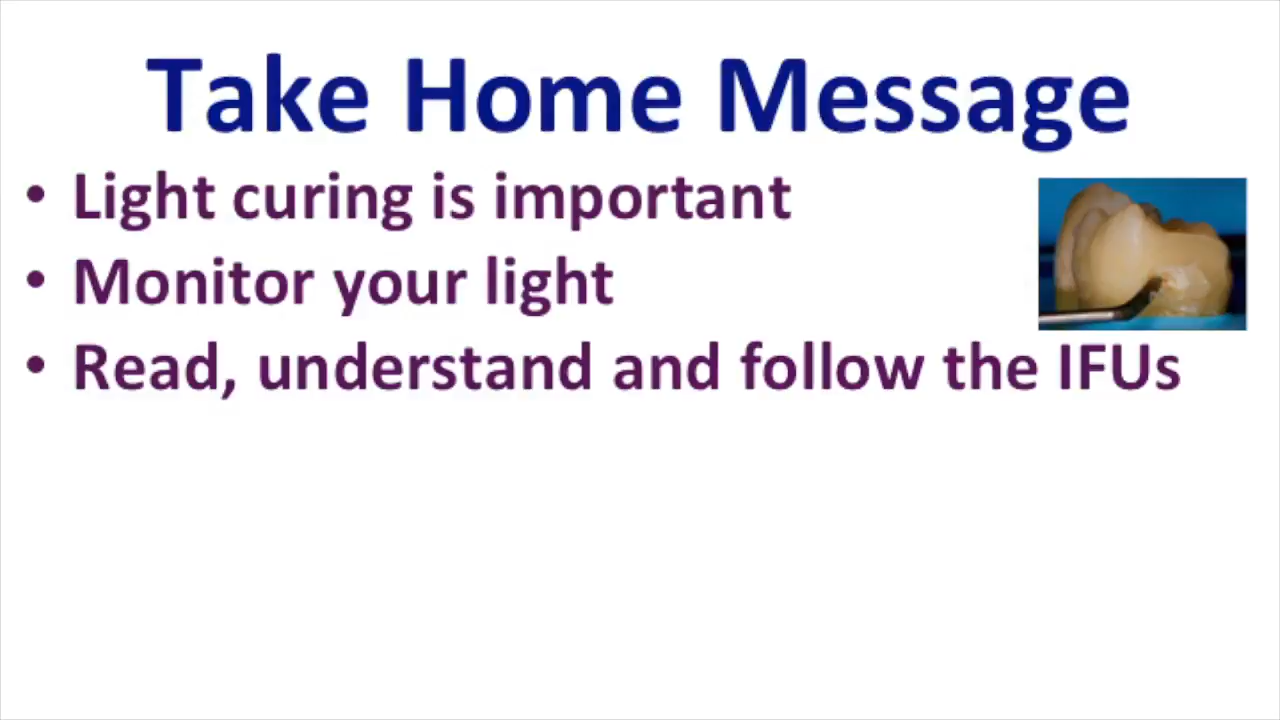 Take Home Message
• Light curing is important
• Monitor your light
• Read, understand and follow the IFUs